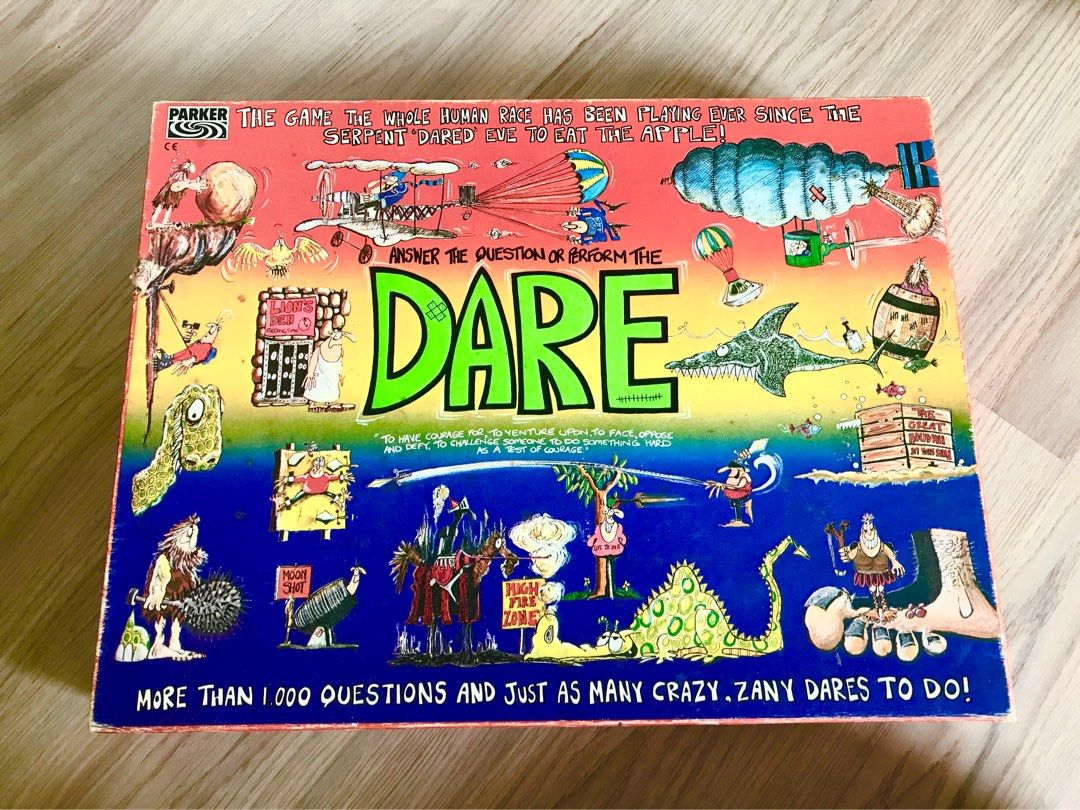 PARKER
CE
THE GAME THE WHOLE HUMAN RACE HAS BEEN PLAYING EVER SINCE THE
SERPENT 'DARED' EVE TO EAT THE APPLE!
ANSWER THE QUESTION OR PERFORM THE
DARE
LION'S
DEN
"TO HAVE COURAGE FOR, TO VENTURE UPON, TO FACE, OPPOSE
AND DEFY, TO CHALLENGE SOMEONE TO DO SOMETHING HARD
AS A TEST OF COURAGE."
THE
GREAT
HOUDINI
MOON
SHOT
HIGH
FIRE
ZONE
MORE THAN 1.000 QUESTIONS AND JUST AS MANY CRAZY, ZANY DARES TO DO!